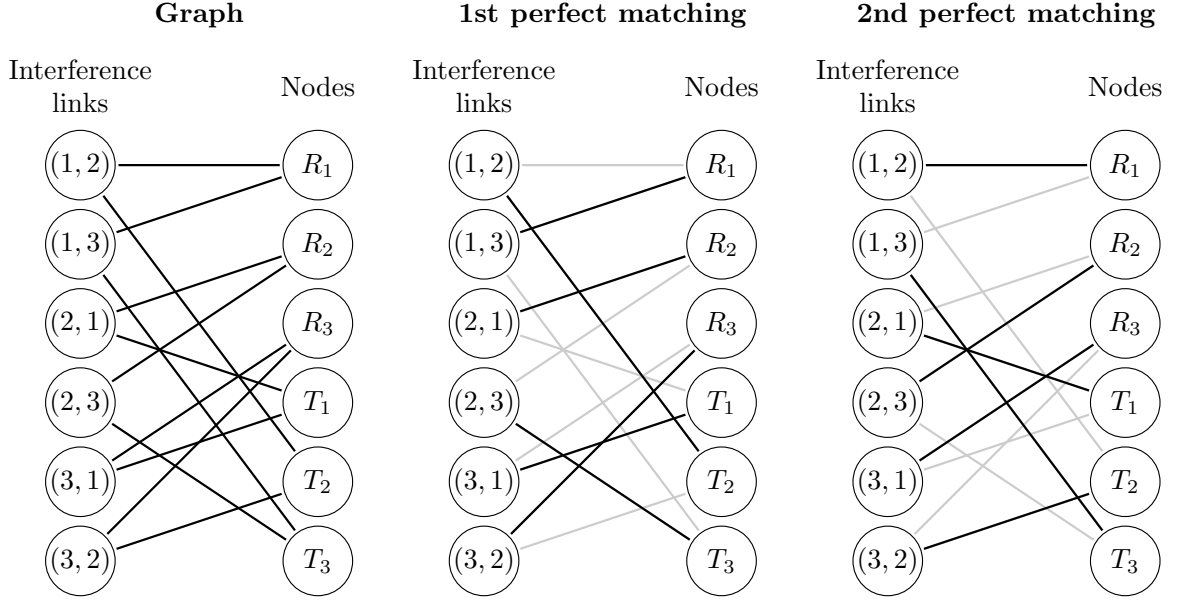 Graph
1st perfect matching
2nd perfect matching
Interference
links
Nodes
Interference
links
Nodes
Interference
links
Nodes
(1, 2)
R1
(1, 2)
R1
(1, 2)
R1
(1, 3)
R2
(1, 3)
R2
(1, 3)
R2
(2, 1)
R3
(2, 1)
R3
(2, 1)
R3
(2, 3)
T1
(2, 3)
T1
(2, 3)
T1
(3, 1)
T2
(3, 1)
T2
(3, 1)
T2
(3, 2)
T3
(3, 2)
T3
(3, 2)
T3